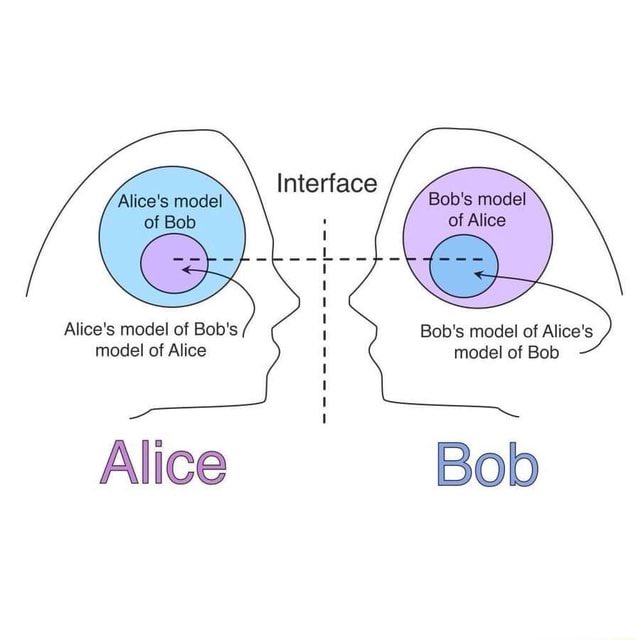 Interface
Alice's model
of Bob
Alice's model of Bob's
model of Alice
Bob's model
of Alice
Bob's model of Alice's
model of Bob
Alice
Bob